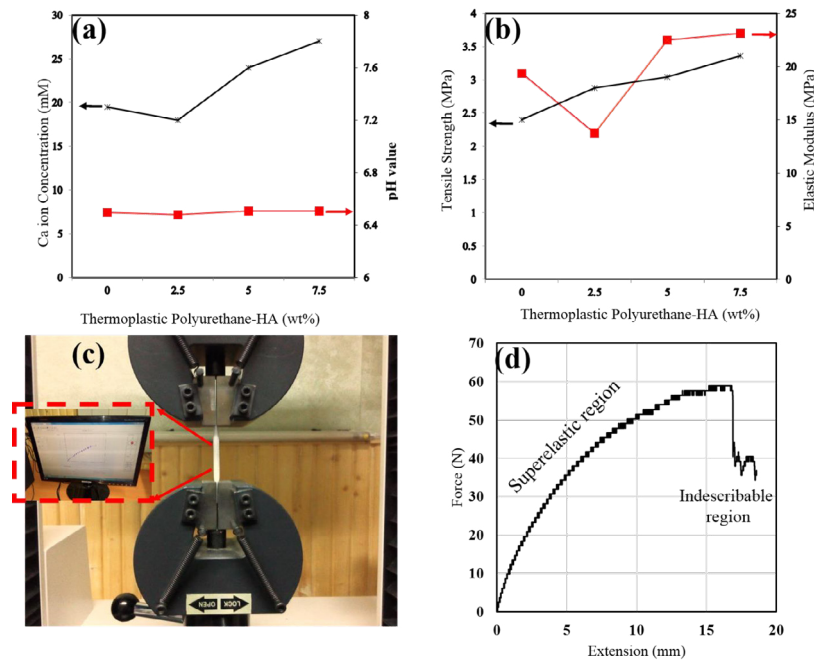 (a)
30
25
20
15
10
5
0
Ca ion Concentration (mM)
8
7.6
7.2
6.8
6.4
6
pH value
0 2.5 5 7.5
Thermoplastic Polyurethane-HA (wt%)
(b)
4
3.5
3
2.5
2
1.5
1
0.5
0
Tensile Strength (MPa)
25
20
15
10
5
0
Elastic Modulus (MPa)
0 2.5 5 7.5
Thermoplastic Polyurethane-HA (wt%)
(c)
OPEN LOCK
(d)
70
60
50
40
30
20
10
0
Force (N)
Superelastic region
Indescribable
region
0 5 10 15 20
Extension (mm)